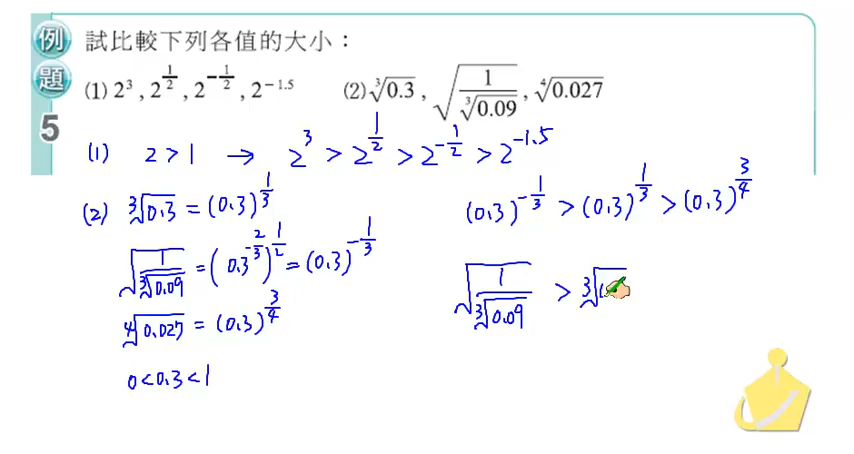 例題5 試比較下列各值的大小：
(1) 2³ , 2^{1/2} , 2^{-1/2} , 2^{-1.5} (2) ∛0.3 , √(1/∛0.09) , ∜0.027
(1) 2 > 1 → 2³ > 2^{1/2} > 2^{-1/2} > 2^{-1.5}
(2) ∛0.3 = (0.3)^{1/3}
√(1/∛0.09) = (0.3^{-2/3})^{1/2} = (0.3)^{-1/3}
∜0.027 = (0.3)^{3/4}
0 < 0.3 < 1
(0.3)^{-1/3} > (0.3)^{1/3} > (0.3)^{3/4}
√(1/∛0.09) > ∛